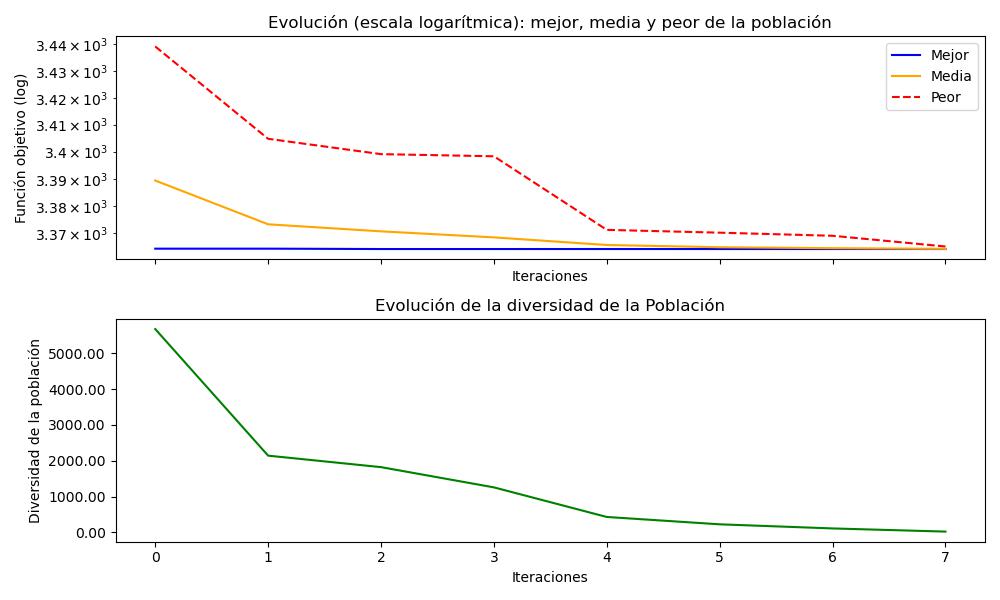 Evolución (escala logarítmica): mejor, media y peor de la población
Función objetivo (log)
3.44 × 10³
3.43 × 10³
3.42 × 10³
3.41 × 10³
3.4 × 10³
3.39 × 10³
3.38 × 10³
3.37 × 10³
Mejor
Media
Peor
Iteraciones
Evolución de la diversidad de la Población
Diversidad de la población
5000.00
4000.00
3000.00
2000.00
1000.00
0.00
0 1 2 3 4 5 6 7
Iteraciones